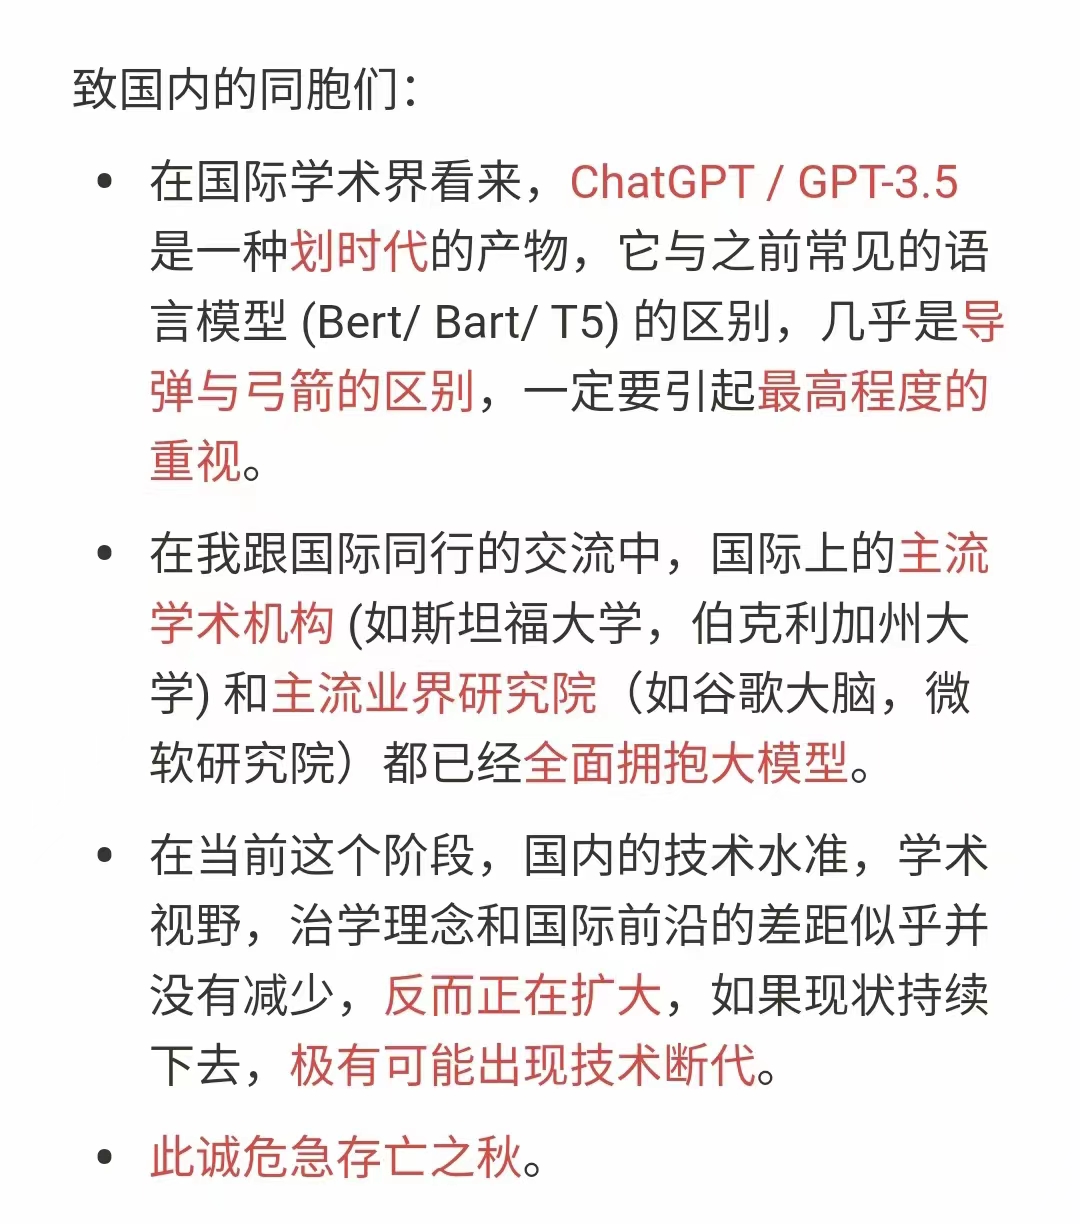 致国内的同胞们：
• 在国际学术界看来，ChatGPT / GPT-3.5
是一种划时代的产物，它与之前常见的语
言模型 (Bert/ Bart/ T5) 的区别，几乎是导
弹与弓箭的区别，一定要引起最高程度的
重视。
• 在我跟国际同行的交流中，国际上的主流
学术机构 (如斯坦福大学，伯克利加州大
学) 和主流业界研究院（如谷歌大脑，微
软研究院）都已经全面拥抱大模型。
• 在当前这个阶段，国内的技术水准，学术
视野，治学理念和国际前沿的差距似乎并
没有减少，反而正在扩大，如果现状持续
下去，极有可能出现技术断代。
• 此诚危急存亡之秋。